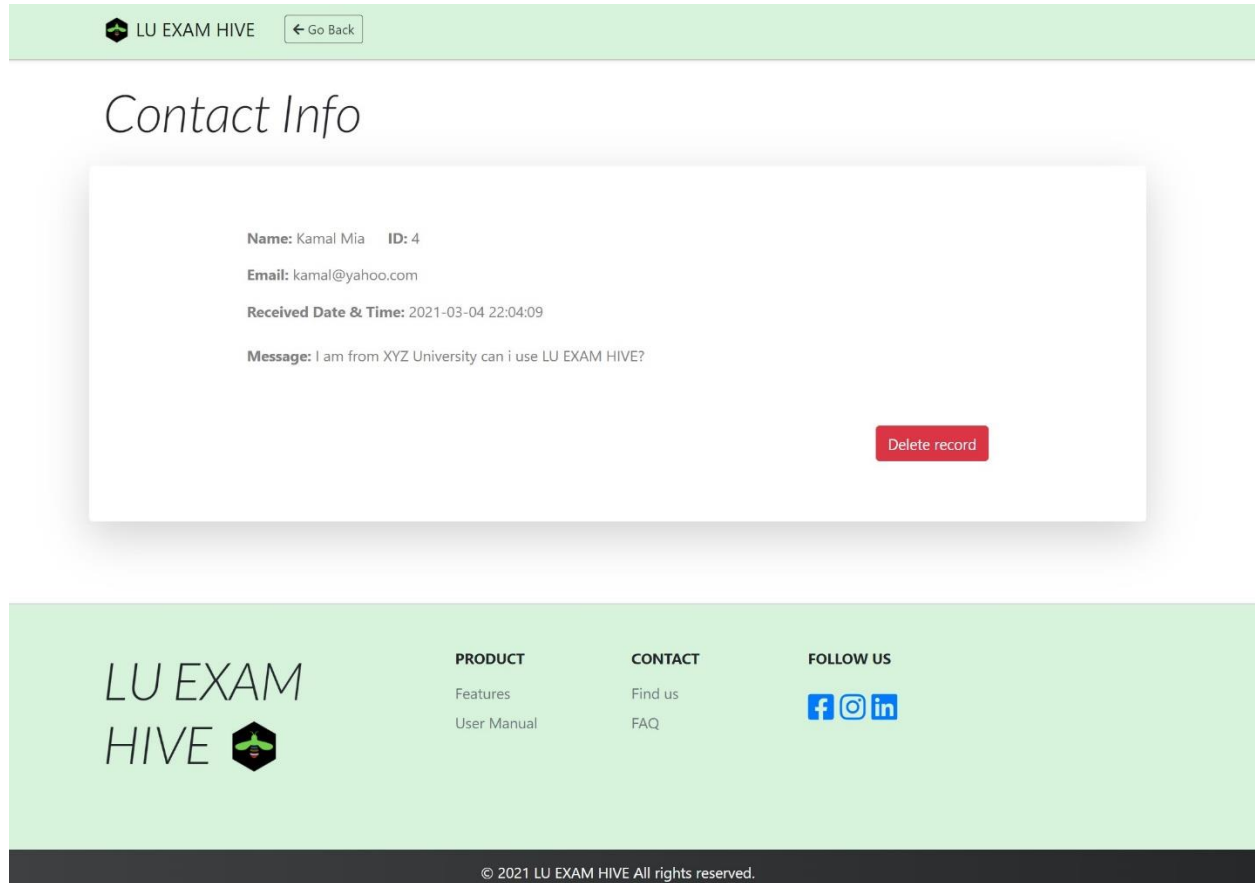 LU EXAM HIVE
Go Back
Contact Info
Name: Kamal Mia ID: 4
Email: kamal@yahoo.com
Received Date & Time: 2021-03-04 22:04:09
Message: I am from XYZ University can i use LU EXAM HIVE?
Delete record
LU EXAM
HIVE
PRODUCT
Features
User Manual
CONTACT
Find us
FAQ
FOLLOW US
© 2021 LU EXAM HIVE All rights reserved.